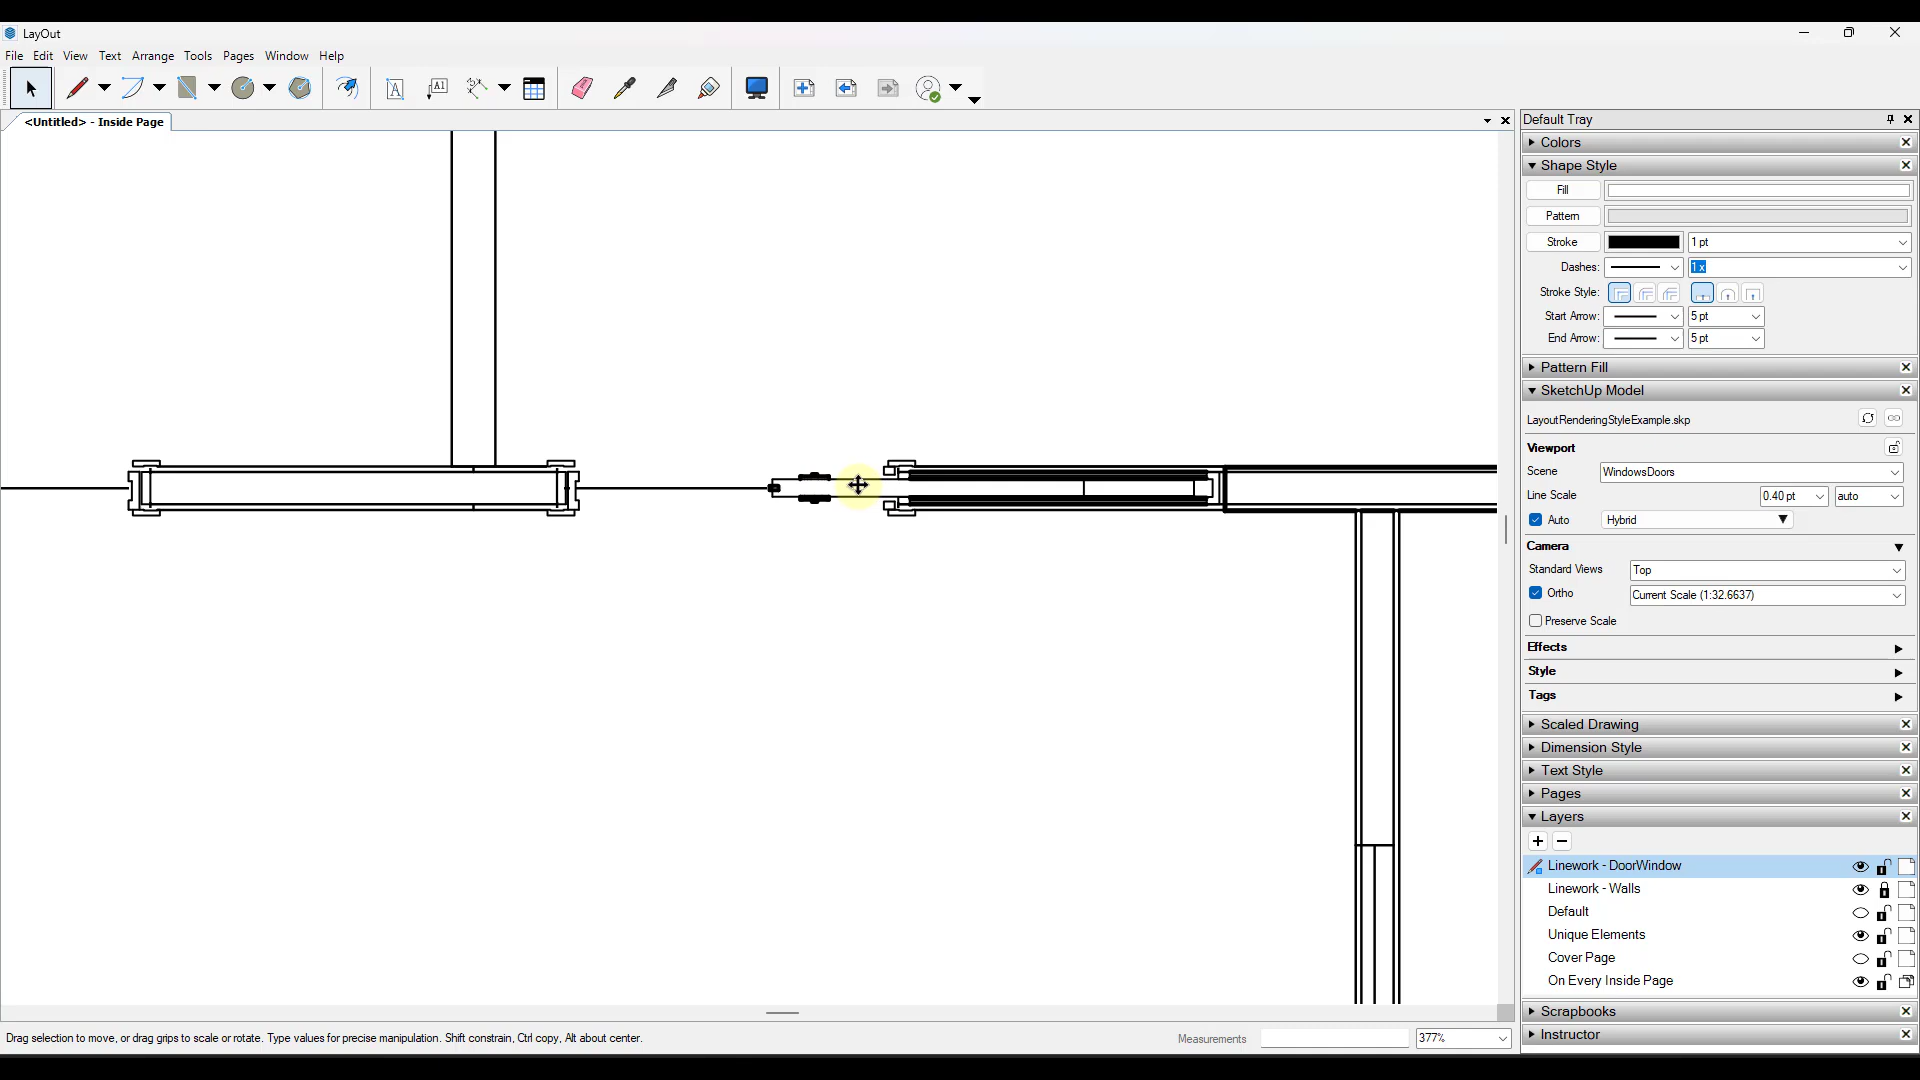 LayOut
File Edit View Text Arrange Tools Pages Window Help
<Untitled> - Inside Page
Default Tray
Colors
Shape Style
Fill
Pattern
Stroke 1 pt
Dashes: 1 x
Stroke Style:
Start Arrow: 5 pt
End Arrow: 5 pt
Pattern Fill
SketchUp Model
LayoutRenderingStyleExample.skp
Viewport
Scene WindowsDoors
Line Scale 0.40 pt auto
Auto Hybrid
Camera
Standard Views Top
Ortho Current Scale (1:32.6637)
Preserve Scale
Effects
Style
Tags
Scaled Drawing
Dimension Style
Text Style
Pages
Layers
Linework - DoorWindow
Linework - Walls
Default
Unique Elements
Cover Page
On Every Inside Page
Scrapbooks
Instructor
Drag selection to move, or drag grips to scale or rotate. Type values for precise manipulation. Shift constrain, Ctrl copy, Alt about center. Measurements 377%